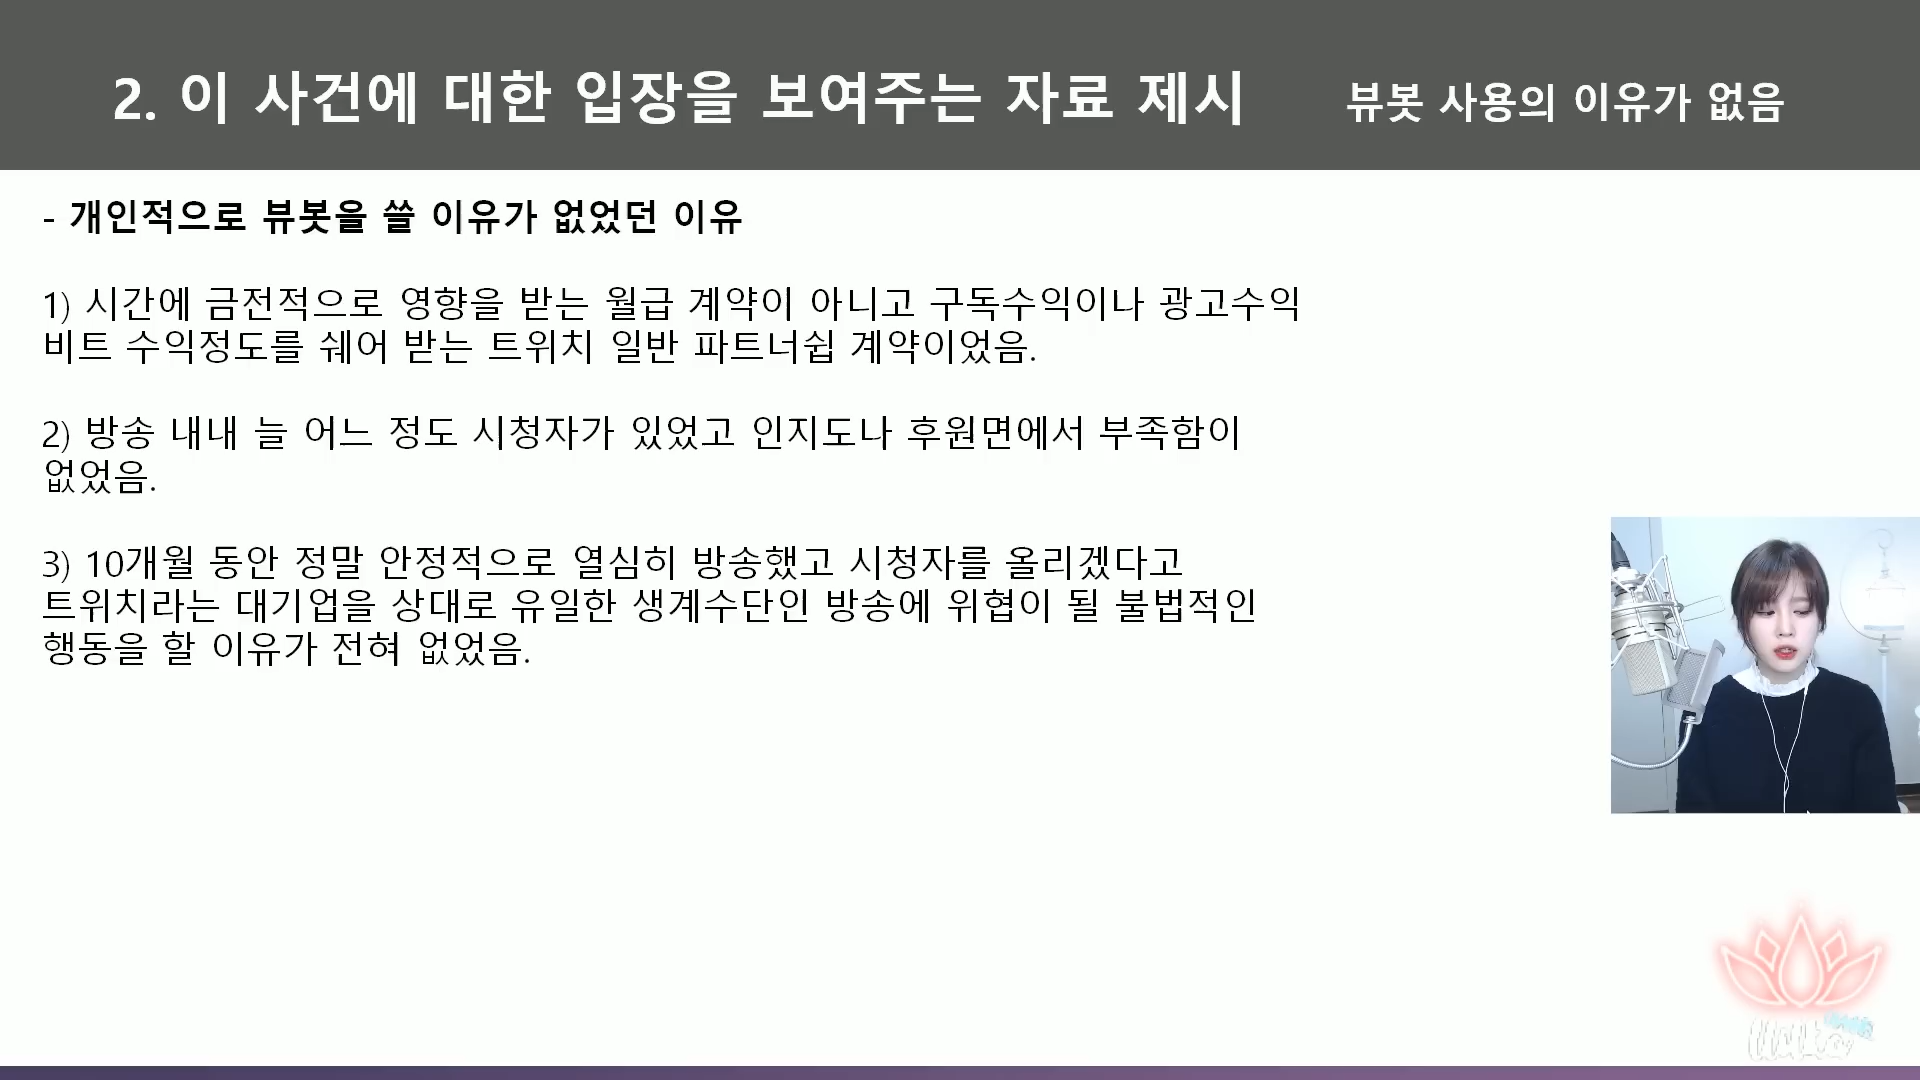 2. 이 사건에 대한 입장을 보여주는 자료 제시
뷰봇 사용의 이유가 없음
- 개인적으로 뷰봇을 쓸 이유가 없었던 이유
1) 시간에 금전적으로 영향을 받는 월급 계약이 아니고 구독수익이나 광고수익
비트 수익정도를 쉐어 받는 트위치 일반 파트너쉽 계약이었음.
2) 방송 내내 늘 어느 정도 시청자가 있었고 인지도나 후원면에서 부족함이
없었음.
3) 10개월 동안 정말 안정적으로 열심히 방송했고 시청자를 올리겠다고
트위치라는 대기업을 상대로 유일한 생계수단인 방송에 위협이 될 불법적인
행동을 할 이유가 전혀 없었음.